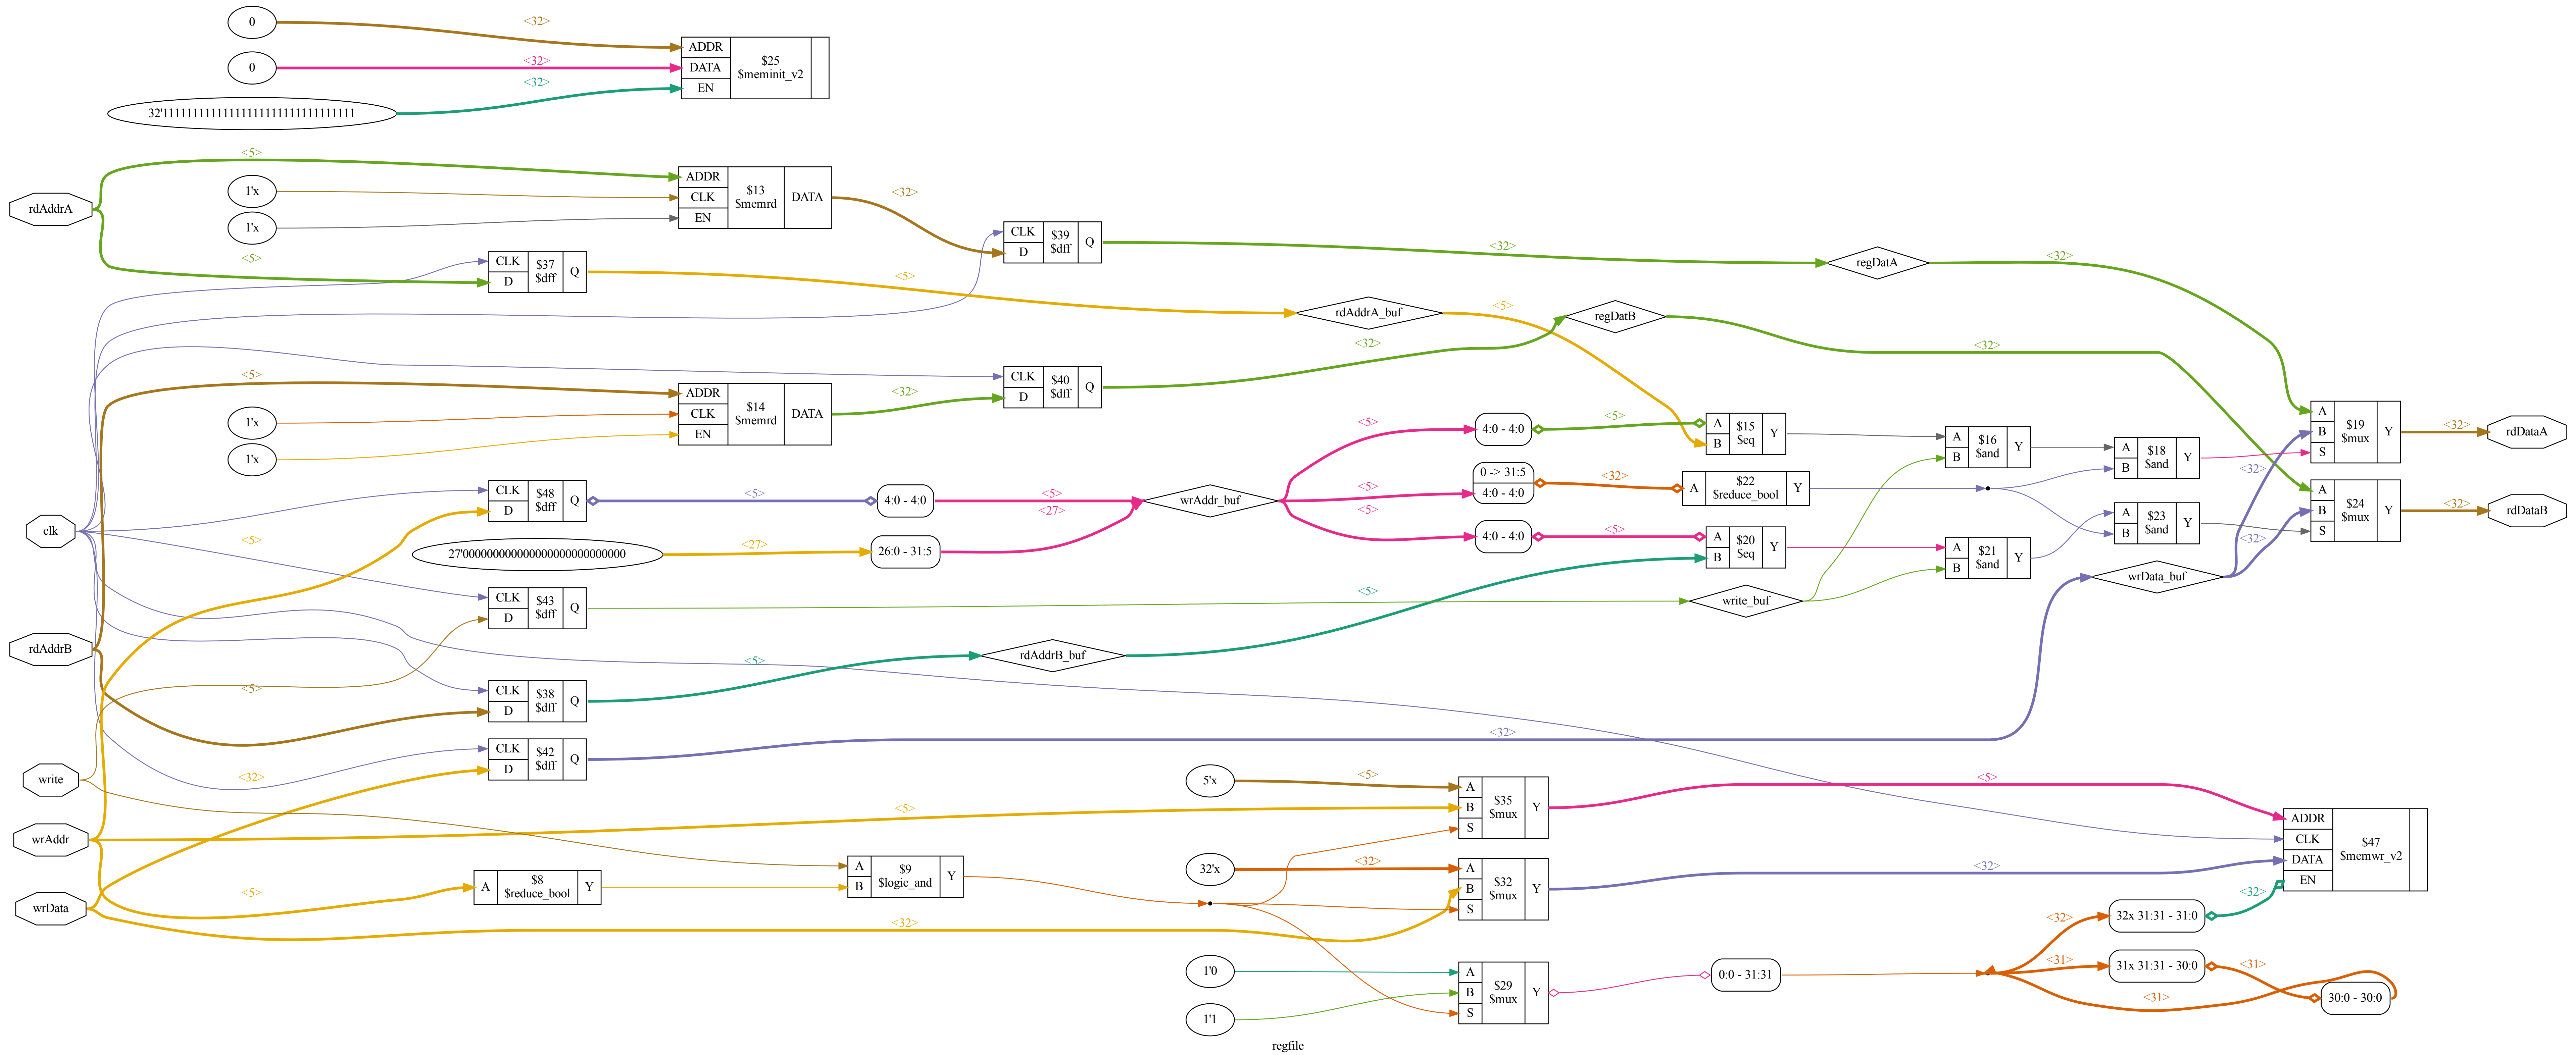 0
<32>
ADDR
DATA
EN
$25
$meminit_v2
0
<32>
<32>
32'11111111111111111111111111111111
<5>
rdAddrA
1'x
1'x
ADDR
CLK
EN
$13
$memrd
DATA
<32>
<5>
CLK
D
$37
$dff
Q
<5>
CLK
D
$39
$dff
Q
<32>
regDatA
<32>
rdAddrA_buf
<5>
regDatB
<32>
<32>
<5>
1'x
1'x
ADDR
CLK
EN
$14
$memrd
DATA
<32>
CLK
D
$40
$dff
Q
clk
CLK
D
$48
$dff
Q
<5>
4:0 - 4:0
<5>
<27>
27'000000000000000000000000000
<27>
26:0 - 31:5
wrAddr_buf
<5>
<5>
<5>
4:0 - 4:0
<5>
0 -> 31:5
4:0 - 4:0
<32>
4:0 - 4:0
<5>
A
B
$15
$eq
Y
A
$22
$reduce_bool
Y
A
B
$20
$eq
Y
A
B
$16
$and
Y
A
B
$21
$and
Y
A
B
$18
$and
Y
A
B
$23
$and
Y
A
B
S
$19
$mux
Y
<32>
rdDataA
<32>
A
B
S
$24
$mux
Y
<32>
rdDataB
<32>
wrData_buf
<5>
CLK
D
$43
$dff
Q
<5>
write_buf
rdAddrB
rdAddrB_buf
<5>
<5>
CLK
D
$38
$dff
Q
CLK
D
$42
$dff
Q
<32>
<32>
write
wrAddr
wrData
<5>
<5>
A
$8
$reduce_bool
Y
A
B
$9
$logic_and
Y
<32>
5'x
<5>
A
B
S
$35
$mux
Y
<5>
32'x
<32>
A
B
S
$32
$mux
Y
<32>
1'0
1'1
A
B
S
$29
$mux
Y
0:0 - 31:31
<32>
<31>
<31>
32x 31:31 - 31:0
31x 31:31 - 30:0
<32>
<31>
30:0 - 30:0
ADDR
CLK
DATA
EN
$47
$memwr_v2
regfile